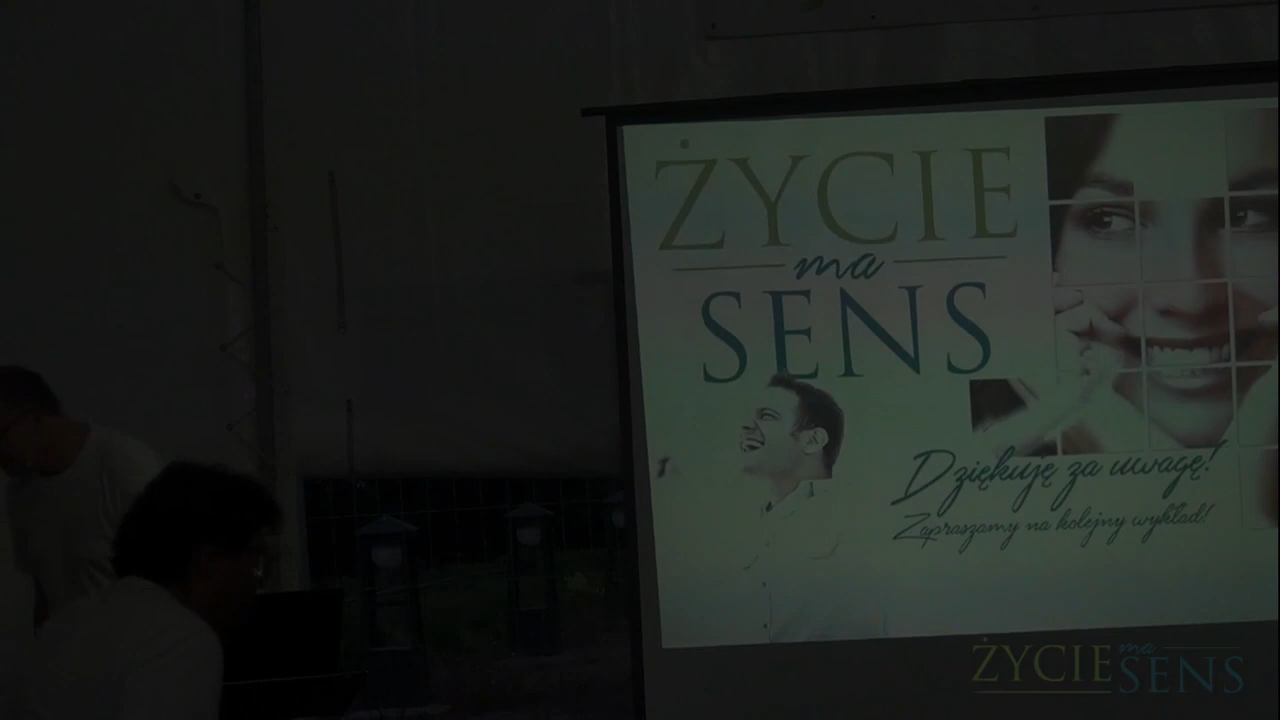 ŻYCIE
ma
SENS
Dziękuję za uwagę!
Zapraszamy na kolejny wykład!
ŻYCIE ma SENS